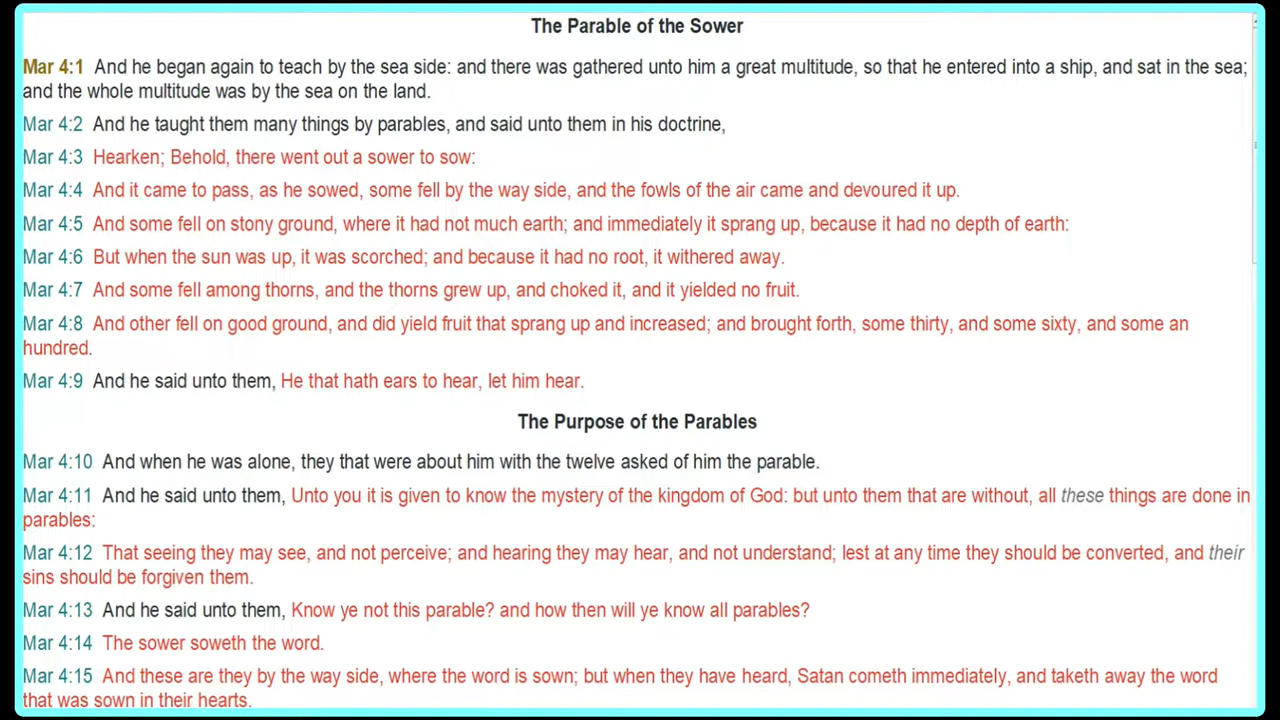 The Parable of the Sower
Mar 4:1 And he began again to teach by the sea side: and there was gathered unto him a great multitude, so that he entered into a ship, and sat in the sea;
and the whole multitude was by the sea on the land.
Mar 4:2 And he taught them many things by parables, and said unto them in his doctrine,
Mar 4:3 Hearken; Behold, there went out a sower to sow:
Mar 4:4 And it came to pass, as he sowed, some fell by the way side, and the fowls of the air came and devoured it up.
Mar 4:5 And some fell on stony ground, where it had not much earth; and immediately it sprang up, because it had no depth of earth:
Mar 4:6 But when the sun was up, it was scorched; and because it had no root, it withered away.
Mar 4:7 And some fell among thorns, and the thorns grew up, and choked it, and it yielded no fruit.
Mar 4:8 And other fell on good ground, and did yield fruit that sprang up and increased; and brought forth, some thirty, and some sixty, and some an
hundred.
Mar 4:9 And he said unto them, He that hath ears to hear, let him hear.
The Purpose of the Parables
Mar 4:10 And when he was alone, they that were about him with the twelve asked of him the parable.
Mar 4:11 And he said unto them, Unto you it is given to know the mystery of the kingdom of God: but unto them that are without, all these things are done in
parables:
Mar 4:12 That seeing they may see, and not perceive; and hearing they may hear, and not understand; lest at any time they should be converted, and their
sins should be forgiven them.
Mar 4:13 And he said unto them, Know ye not this parable? and how then will ye know all parables?
Mar 4:14 The sower soweth the word.
Mar 4:15 And these are they by the way side, where the word is sown; but when they have heard, Satan cometh immediately, and taketh away the word
that was sown in their hearts.